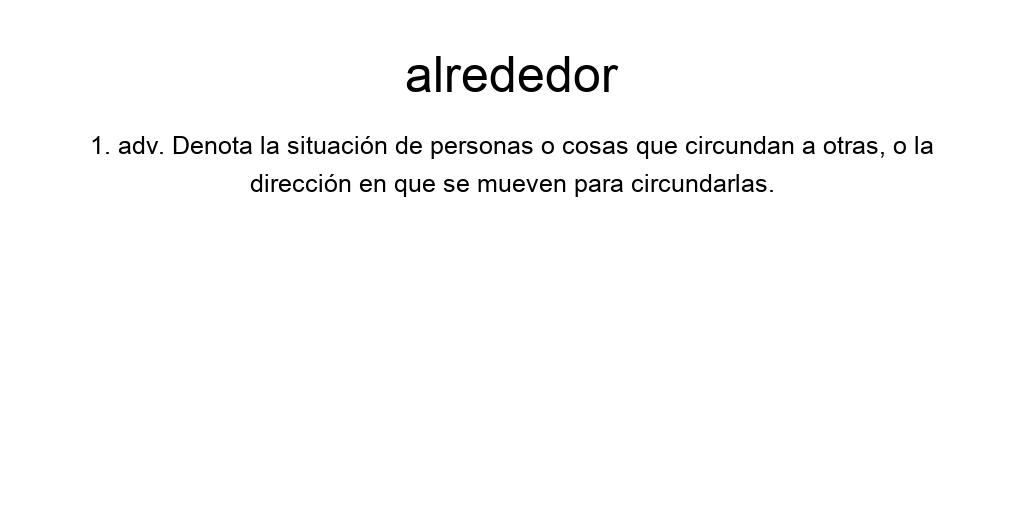 alrededor
1. adv. Denota la situación de personas o cosas que circundan a otras, o la
dirección en que se mueven para circundarlas.